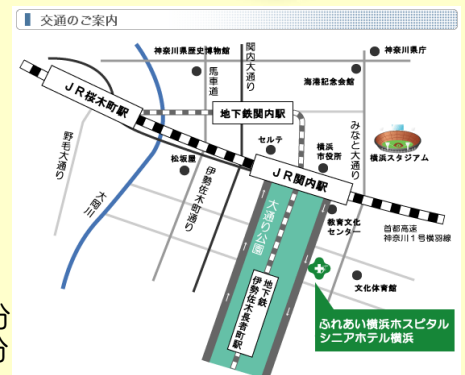 交通のご案内
神奈川県歴史博物館
関内大通り
神奈川県庁
馬車道
海港記念会館
JR桜木町駅
地下鉄関内駅
みなと大通り
野毛大通り
セルテ
横浜
市役所
横浜スタジアム
松坂屋
JR関内駅
伊勢佐木町通り
大岡川
大通り公園
教育文化
センター
首都高速
神奈川1号横羽線
地下鉄
伊勢佐木長者町駅
文化体育館
ふれあい横浜ホスピタル
シニアホテル横浜
分
分